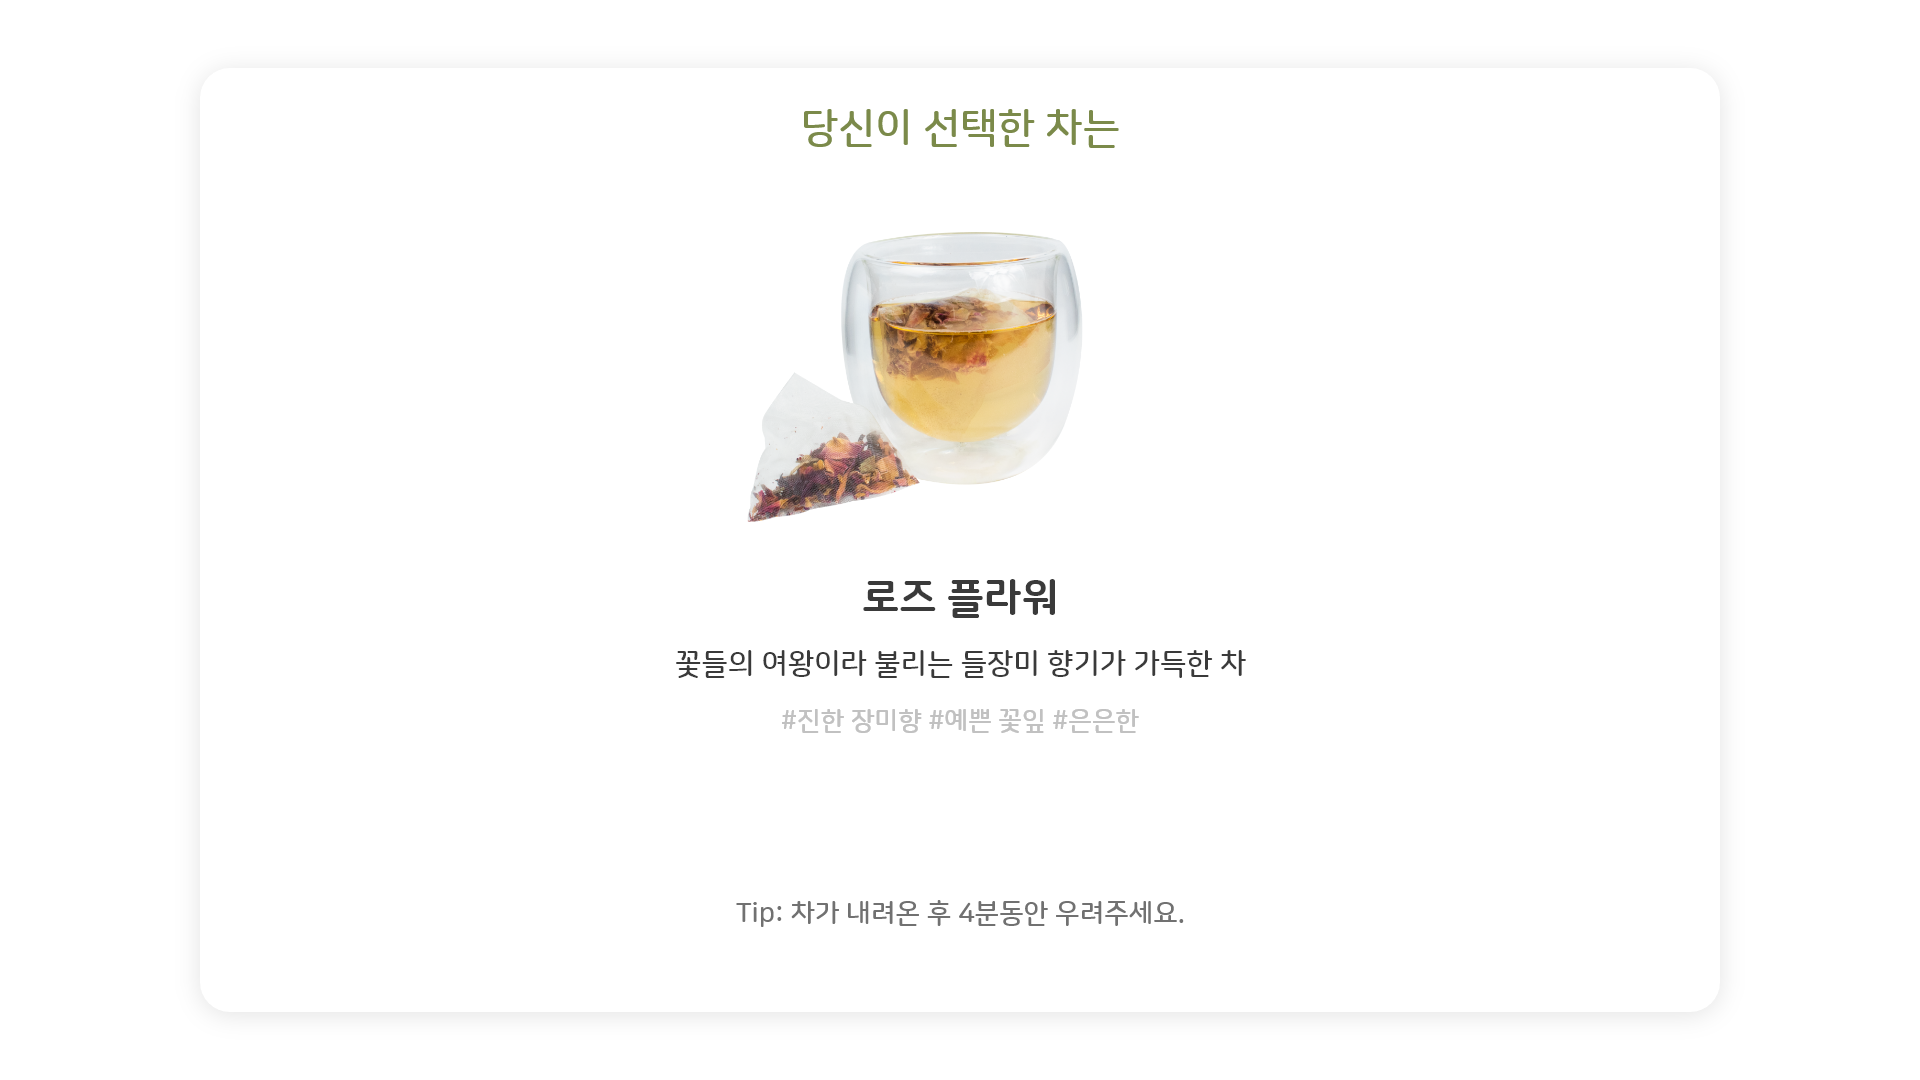 당신이 선택한 차는
로즈 플라워
꽃들의 여왕이라 불리는 들장미 향기가 가득한 차
#진한 장미향 #예쁜 꽃잎 #은은한
Tip: 차가 내려온 후 4분동안 우려주세요.